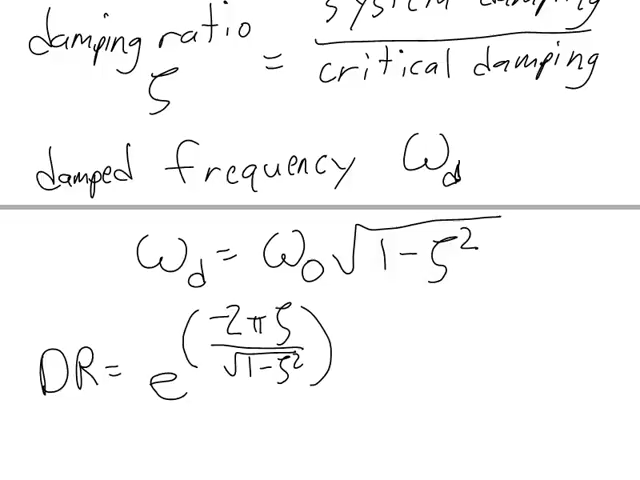 damping ratio ζ = system damping / critical damping
damped frequency ω_d
ω_d = ω_0 √(1 - ζ²)
DR = e^(-2πζ / √(1 - ζ²))